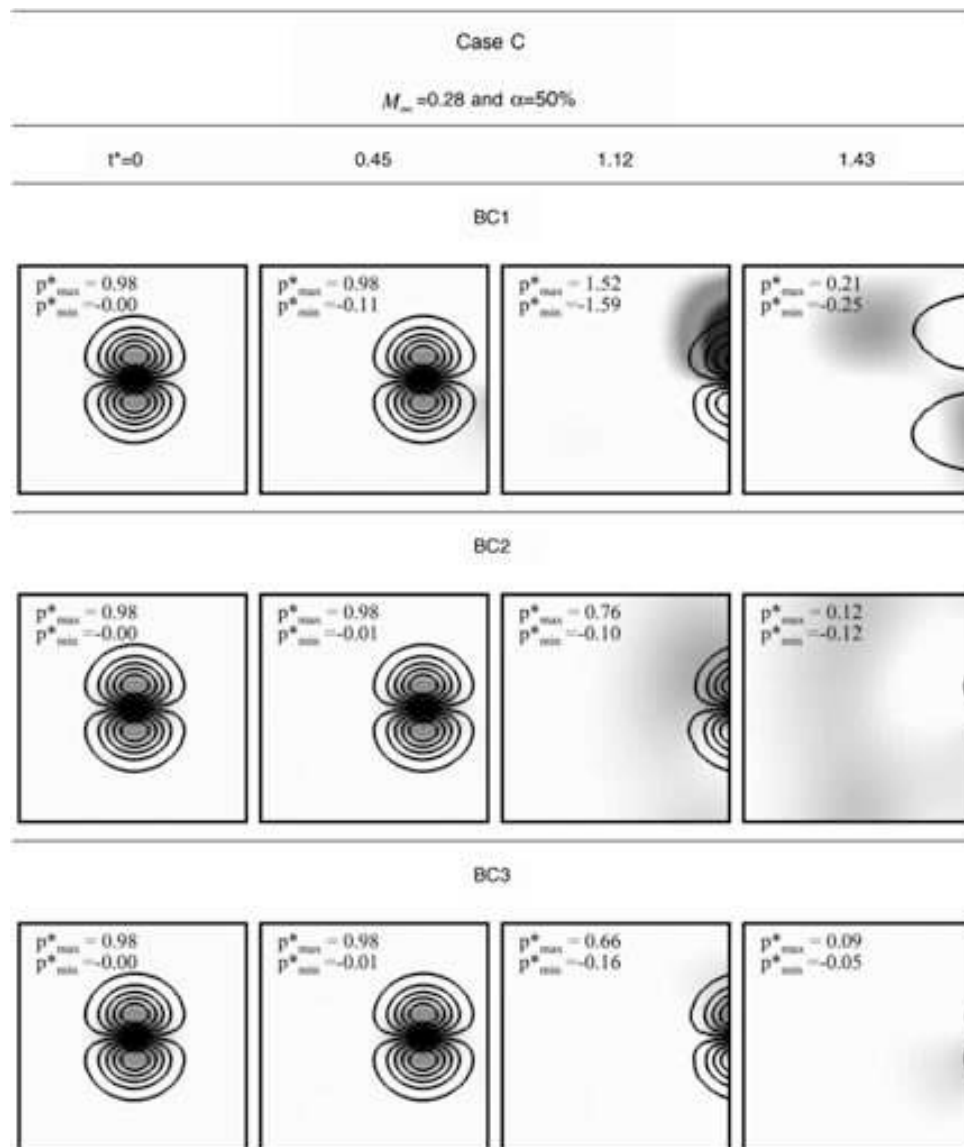 Case C
M∞ =0.28 and α=50%
t*=0 0.45 1.12 1.43
BC1
p*max = 0.98 p*max = 0.98 p*max = 1.52 p*max = 0.21
p*min =-0.00 p*min =-0.11 p*min =-1.59 p*min =-0.25
BC2
p*max = 0.98 p*max = 0.98 p*max = 0.76 p*max = 0.12
p*min =-0.00 p*min =-0.01 p*min =-0.10 p*min =-0.12
BC3
p*max = 0.98 p*max = 0.98 p*max = 0.66 p*max = 0.09
p*min =-0.00 p*min =-0.01 p*min =-0.16 p*min =-0.05